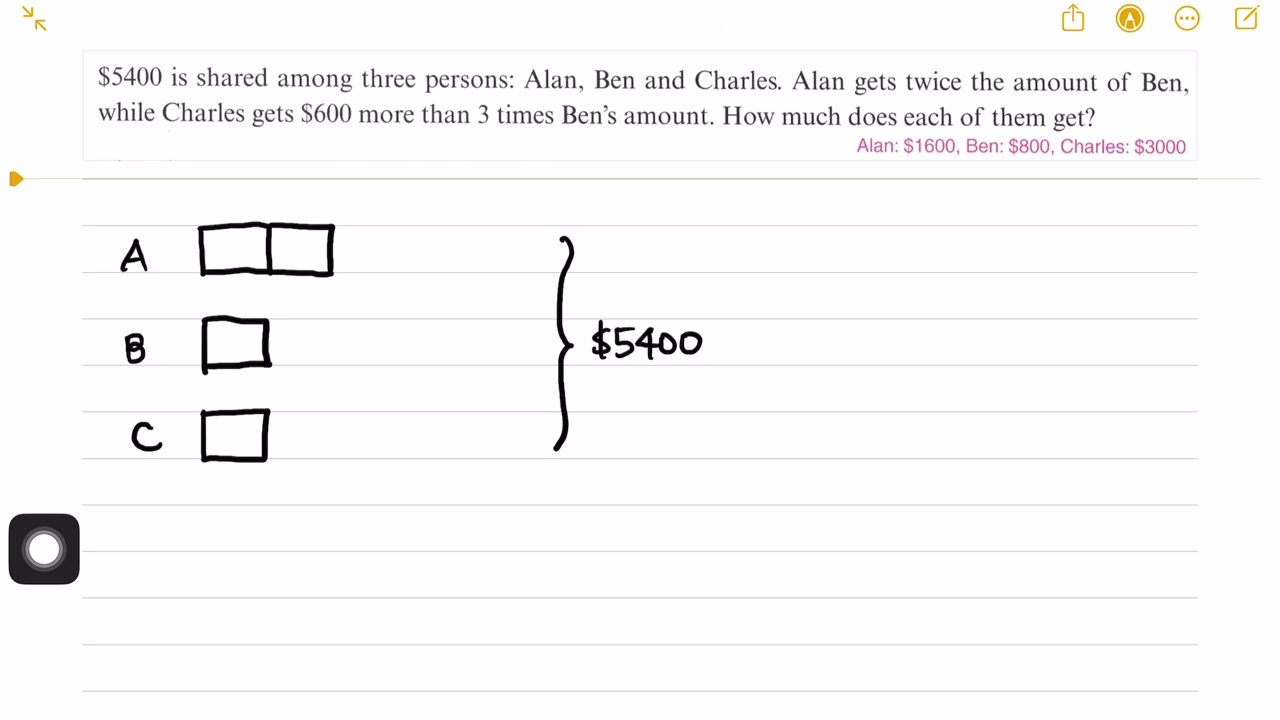 $5400 is shared among three persons: Alan, Ben and Charles. Alan gets twice the amount of Ben,
while Charles gets $600 more than 3 times Ben’s amount. How much does each of them get?
Alan: $1600, Ben: $800, Charles: $3000
A
B
$5400
C